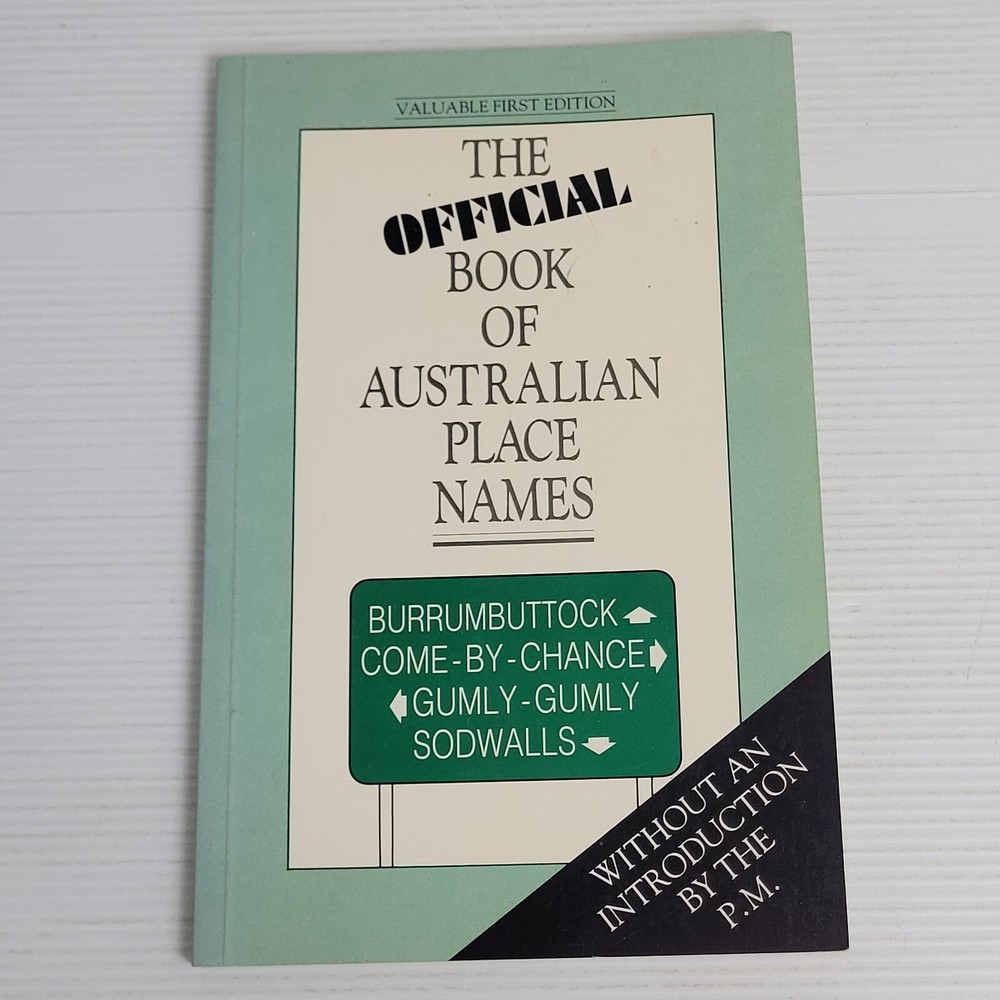 VALUABLE FIRST EDITION
THE
OFFICIAL
BOOK
OF
AUSTRALIAN
PLACE
NAMES
BURRUMBUTTOCK
COME-BY-CHANCE
GUMLY-GUMLY
SODWALLS
WITHOUT AN
INTRODUCTION
BY THE
P.M.